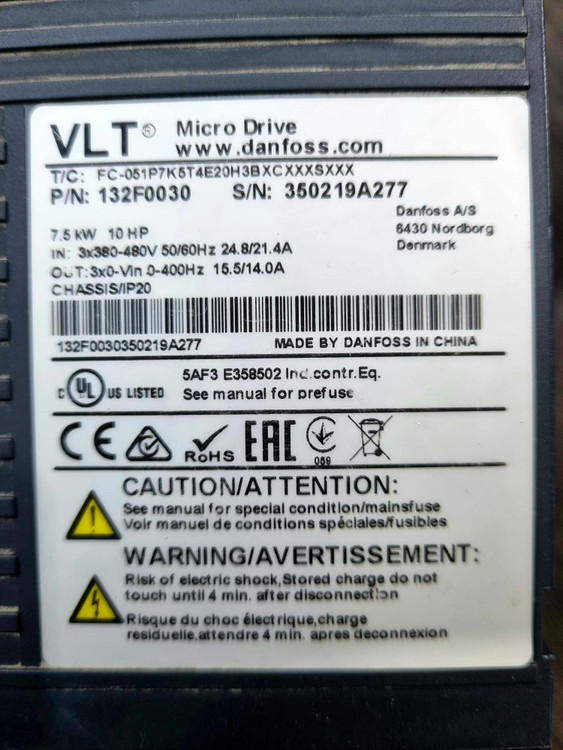 VLT® Micro Drive
www.danfoss.com
T/C: FC-051P7K5T4E20H3BXCXXXSXXX
P/N: 132F0030 S/N: 350219A277
Danfoss A/S
6430 Nordborg
Denmark
7.5 kW 10 HP
IN: 3x380-480V 50/60Hz 24.8/21.4A
OUT:3x0-Vin 0-400Hz 15.5/14.0A
CHASSIS/IP20
132F0030350219A277 MADE BY DANFOSS IN CHINA
C UL US LISTED
5AF3 E358502 Ind.contr.Eq.
See manual for prefuse
CE RoHS EAC 089
CAUTION/ATTENTION:
See manual for special condition/mainsfuse
Voir manuel de conditions spéciales/fusibles
WARNING/AVERTISSEMENT:
Risk of electric shock,Stored charge do not
touch until 4 min. after disconnection
Risque du choc électrique,charge
residuelle,attendre 4 min. apres deconnexion